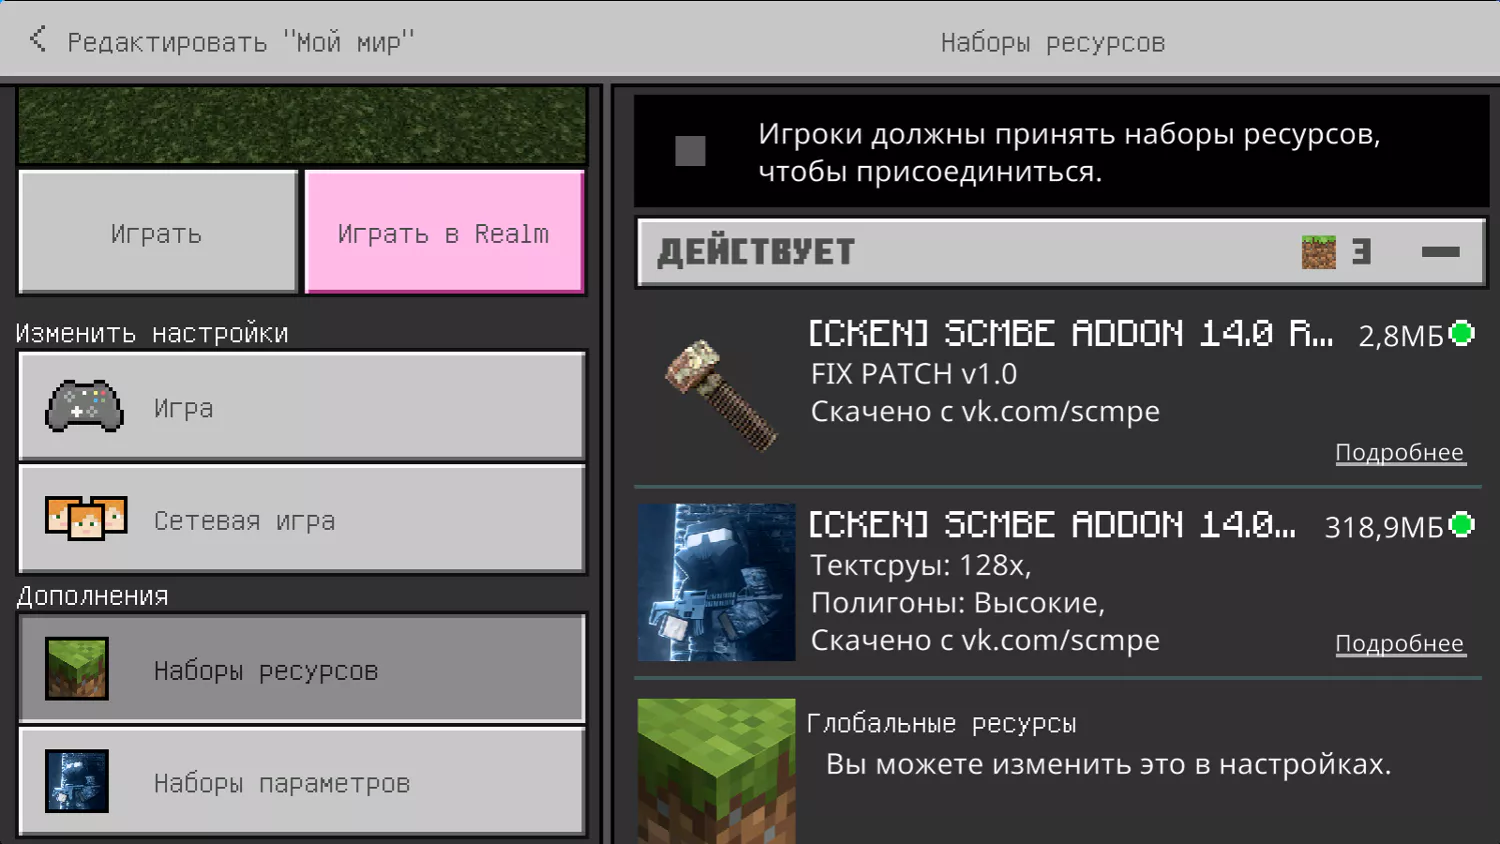 Редактировать "Мой мир"
Наборы ресурсов
Играть
Играть в Realm
Изменить настройки
Игра
Сетевая игра
Дополнения
Наборы ресурсов
Наборы параметров
Игроки должны принять наборы ресурсов,
чтобы присоединиться.
ДЕЙСТВУЕТ
3
[CKEN] SCMBE ADDON 14.0 R...
2,8МБ
FIX PATCH v1.0
Скачено с vk.com/scmpe
Подробнее
[CKEN] SCMBE ADDON 14.0...
318,9МБ
Тектсруы: 128x,
Полигоны: Высокие,
Скачено с vk.com/scmpe
Подробнее
Глобальные ресурсы
Вы можете изменить это в настройках.